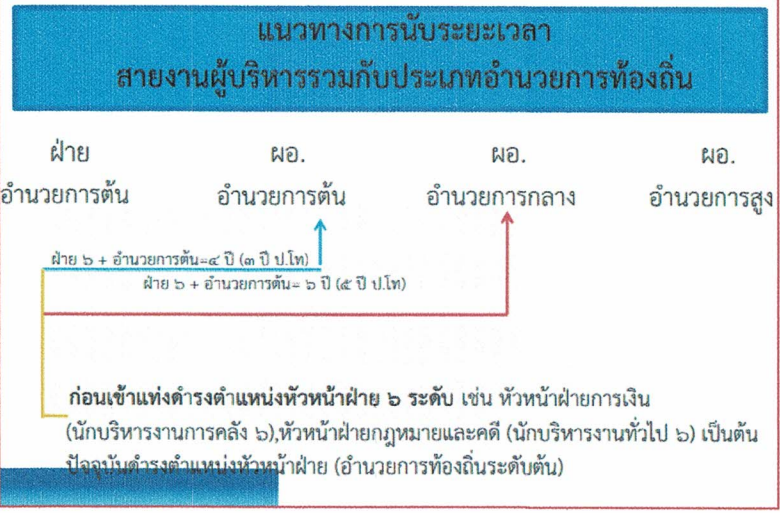 แนวทางการนับระยะเวลา
สายงานผู้บริหารรวมกับประเภทอำนวยการท้องถิ่น
ฝ่าย ผอ. ผอ. ผอ.
อำนวยการต้น อำนวยการต้น อำนวยการกลาง อำนวยการสูง
ฝ่าย ๖ + อำนวยการต้น=๔ ปี (๓ ปี ป.โท)
ฝ่าย ๖ + อำนวยการต้น= ๖ ปี (๕ ปี ป.โท)
ก่อนเข้าแท่งดำรงตำแหน่งหัวหน้าฝ่าย ๖ ระดับ เช่น หัวหน้าฝ่ายการเงิน
(นักบริหารงานการคลัง ๖),หัวหน้าฝ่ายกฎหมายและคดี (นักบริหารงานทั่วไป ๖) เป็นต้น
ปัจจุบันดำรงตำแหน่งหัวหน้าฝ่าย (อำนวยการท้องถิ่นระดับต้น)